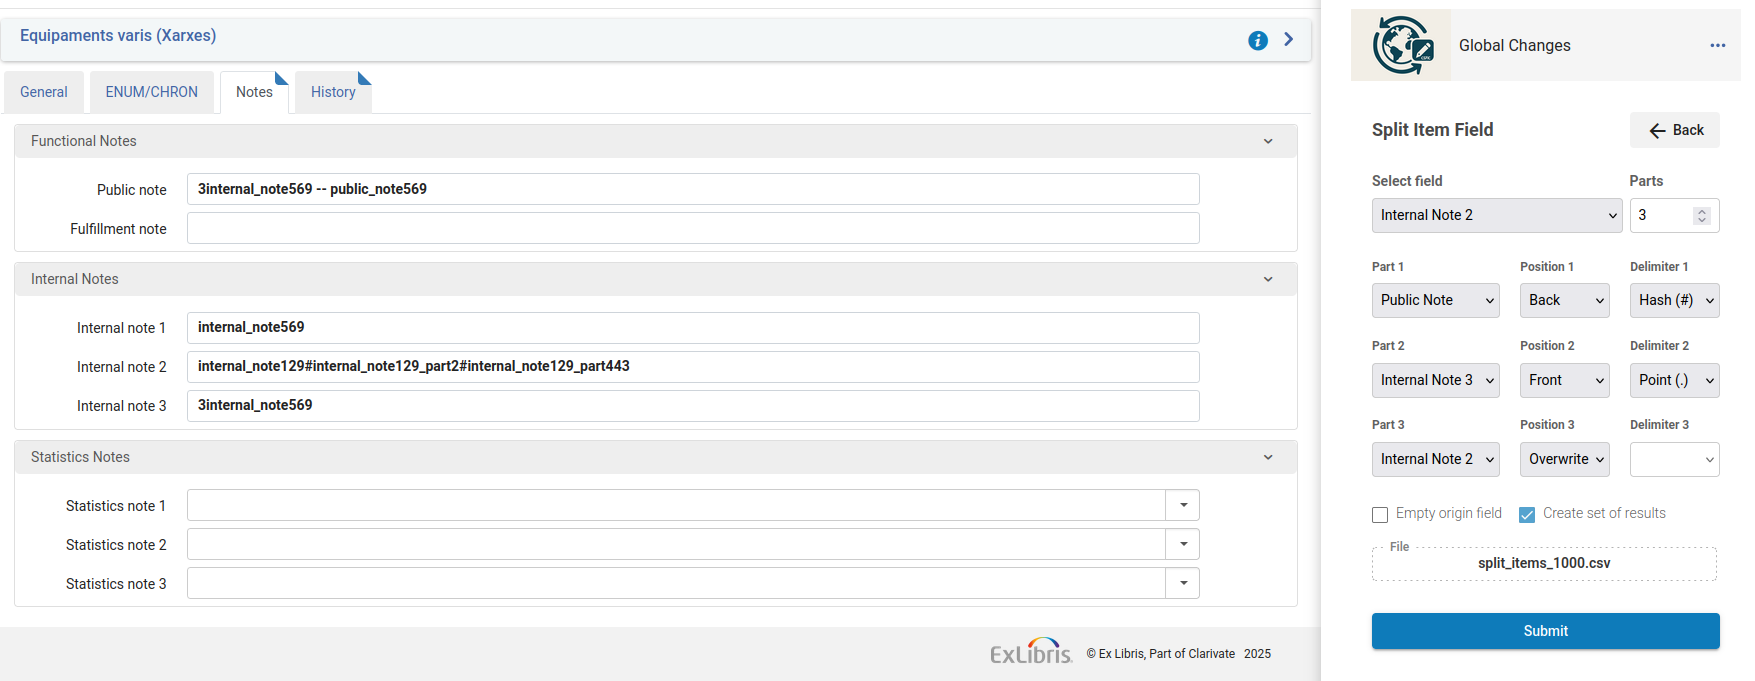 Equipaments varis (Xarxes)
General
ENUM/CHRON
Notes
History
Functional Notes
Public note
3internal_note569 -- public_note569
Fulfillment note
Internal Notes
Internal note 1
internal_note569
Internal note 2
internal_note129#internal_note129_part2#internal_note129_part443
Internal note 3
3internal_note569
Statistics Notes
Statistics note 1
Statistics note 2
Statistics note 3
ExLibris. © Ex Libris, Part of Clarivate 2025
Global Changes
Split Item Field
Back
Select field Parts
Internal Note 2 3
Part 1 Position 1 Delimiter 1
Public Note Back Hash (#)
Part 2 Position 2 Delimiter 2
Internal Note 3 Front Point (.)
Part 3 Position 3 Delimiter 3
Internal Note 2 Overwrite
Empty origin field Create set of results
File
split_items_1000.csv
Submit